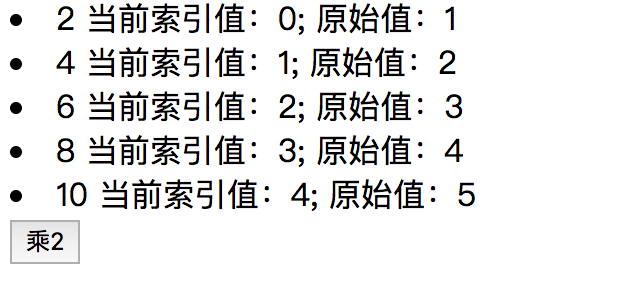 2 当前索引值：0; 原始值：1
4 当前索引值：1; 原始值：2
6 当前索引值：2; 原始值：3
8 当前索引值：3; 原始值：4
10 当前索引值：4; 原始值：5
乘2